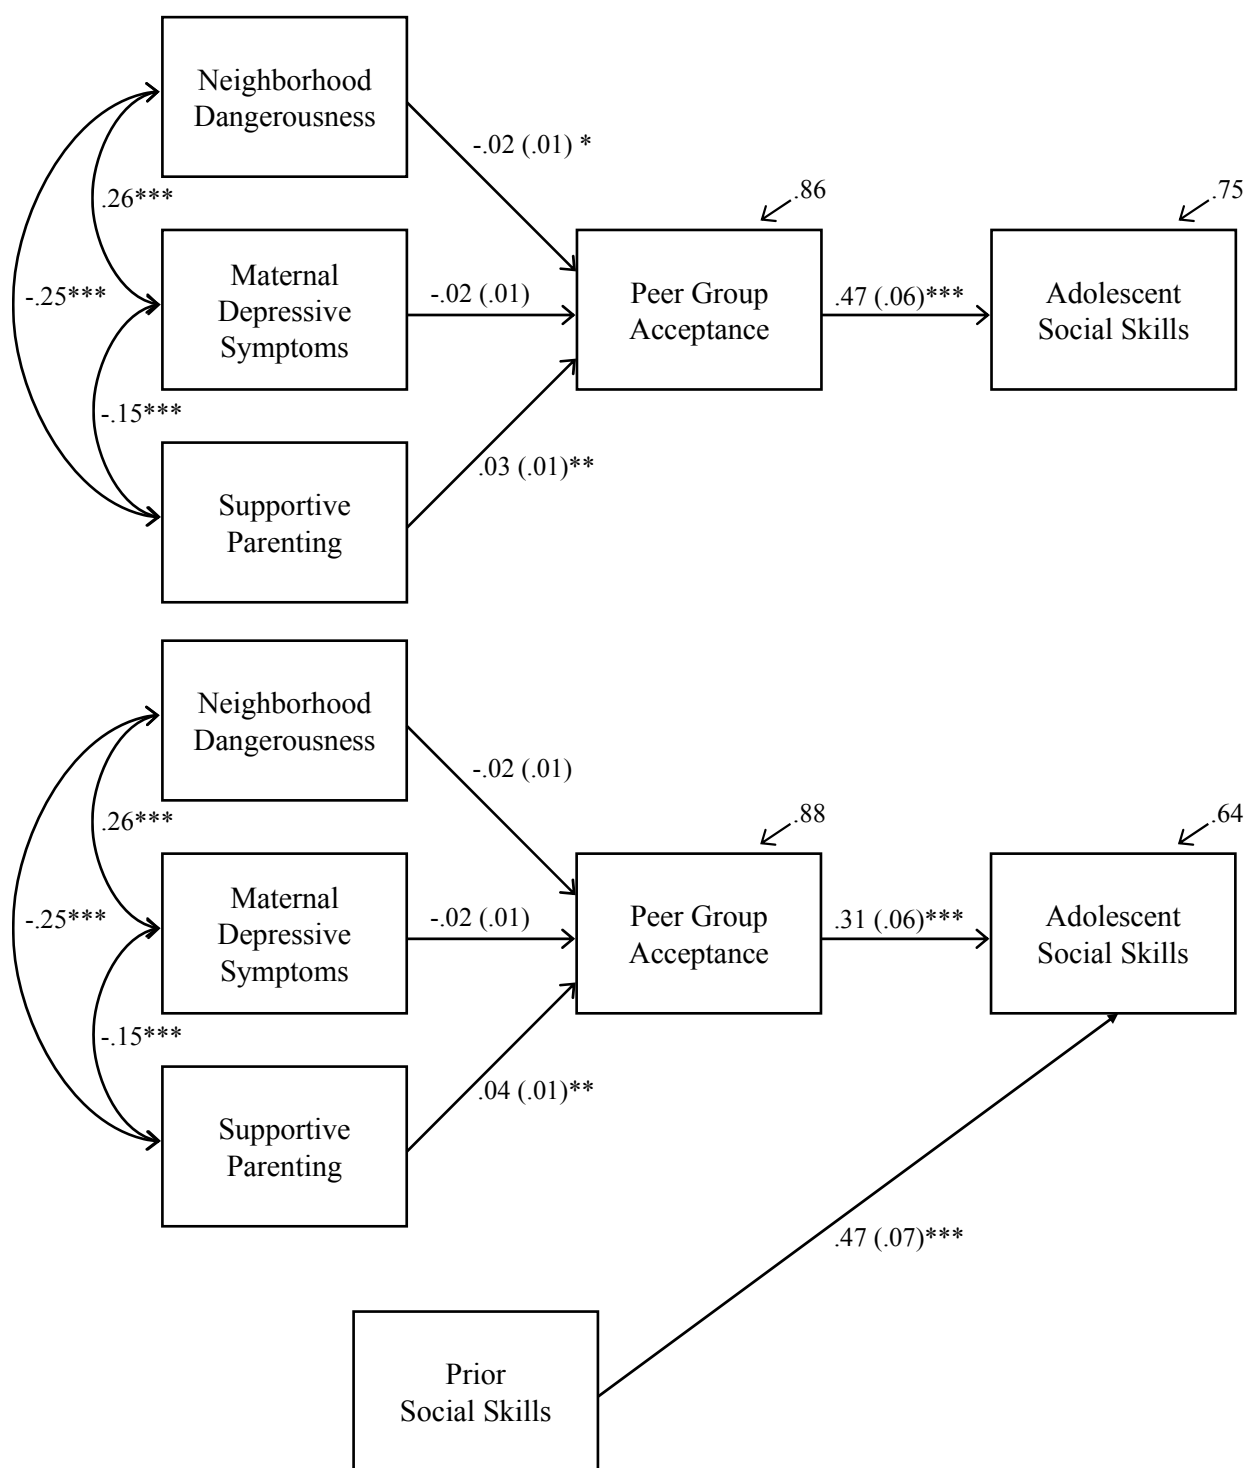 Neighborhood
Dangerousness
-.02 (.01) *
.26***
.86
.75
-.25***
Maternal
Depressive
Symptoms
-.02 (.01)
Peer Group
Acceptance
.47 (.06)***
Adolescent
Social Skills
-.15***
.03 (.01)**
Supportive
Parenting
Neighborhood
Dangerousness
-.02 (.01)
.26***
.88
.64
-.25***
Maternal
Depressive
Symptoms
-.02 (.01)
Peer Group
Acceptance
.31 (.06)***
Adolescent
Social Skills
-.15***
.04 (.01)**
Supportive
Parenting
.47 (.07)***
Prior
Social Skills